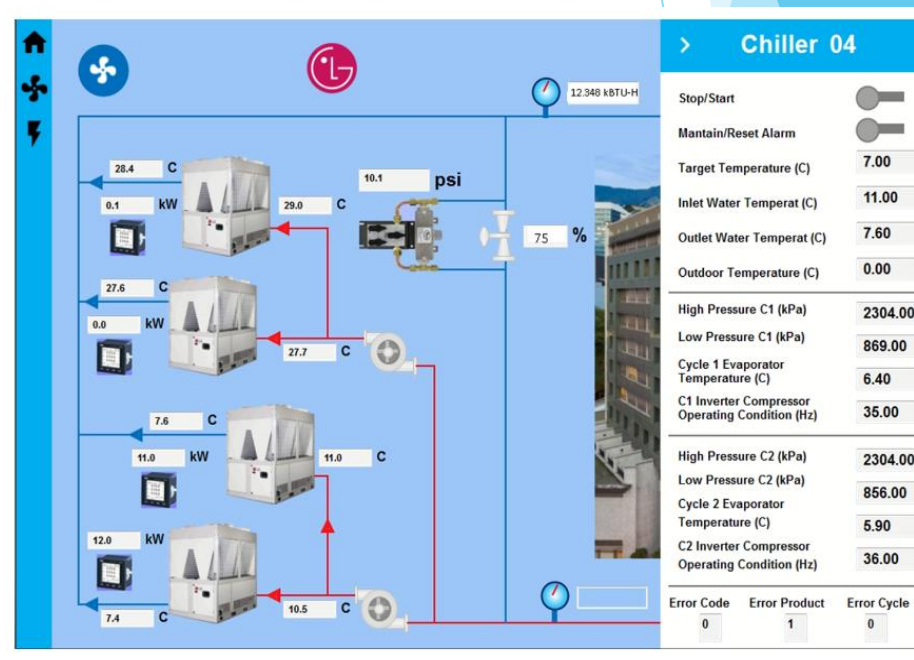 Chiller 04
12.348 kBTU-H
28.4 C
0.1 kW
29.0 C
10.1 psi
75 %
27.6 C
0.0 kW
27.7 C
7.6 C
11.0 kW
11.0 C
12.0 kW
7.4 C
10.5 C
Stop/Start
Mantain/Reset Alarm
Target Temperature (C) 7.00
Inlet Water Temperat (C) 11.00
Outlet Water Temperat (C) 7.60
Outdoor Temperature (C) 0.00
High Pressure C1 (kPa) 2304.00
Low Pressure C1 (kPa) 869.00
Cycle 1 Evaporator
Temperature (C) 6.40
C1 Inverter Compressor
Operating Condition (Hz) 35.00
High Pressure C2 (kPa) 2304.00
Low Pressure C2 (kPa) 856.00
Cycle 2 Evaporator
Temperature (C) 5.90
C2 Inverter Compressor
Operating Condition (Hz) 36.00
Error Code Error Product Error Cycle
0 1 0